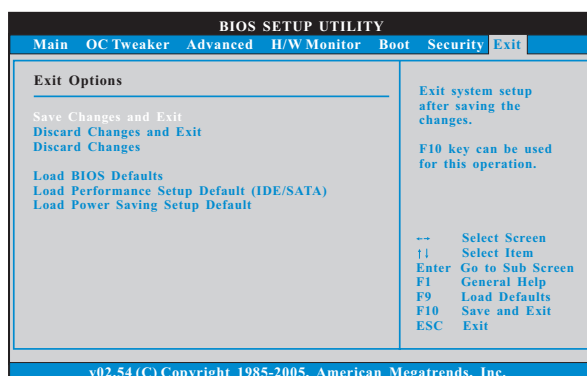 BIOS SETUP UTILITY
Main OC Tweaker Advanced H/W Monitor Boot Security Exit
Exit Options
Save Changes and Exit
Discard Changes and Exit
Discard Changes
Load BIOS Defaults
Load Performance Setup Default (IDE/SATA)
Load Power Saving Setup Default
Exit system setup
after saving the
changes.
F10 key can be used
for this operation.
←→ Select Screen
↑↓ Select Item
Enter Go to Sub Screen
F1 General Help
F9 Load Defaults
F10 Save and Exit
ESC Exit
v02.54 (C) Copyright 1985-2005, American Megatrends, Inc.